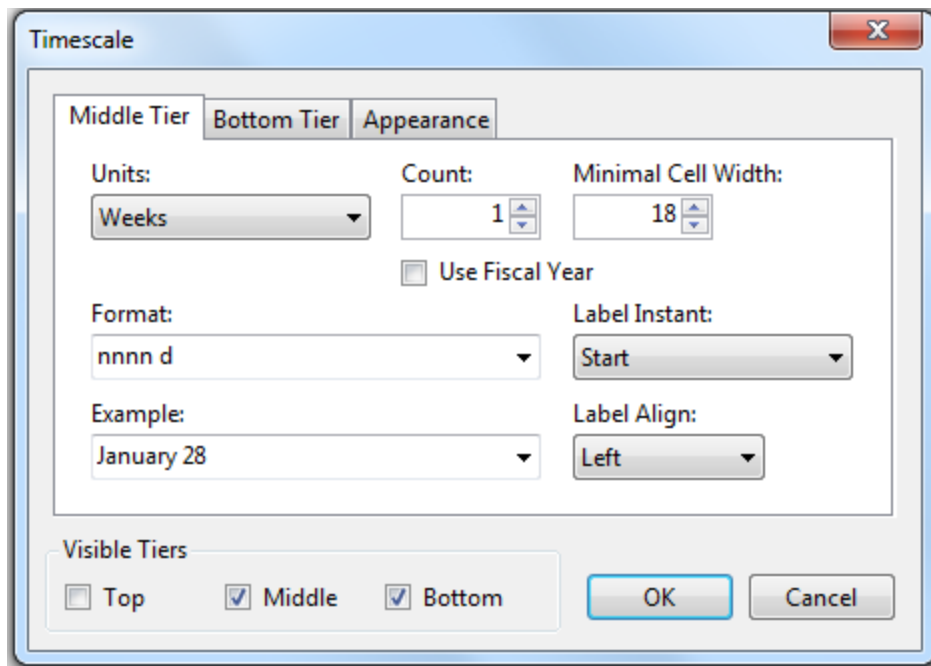 Timescale
Middle Tier Bottom Tier Appearance
Units: Count: Minimal Cell Width:
Weeks 1 18
Use Fiscal Year
Format: Label Instant:
nnnn d Start
Example: Label Align:
January 28 Left
Visible Tiers
Top Middle Bottom OK Cancel